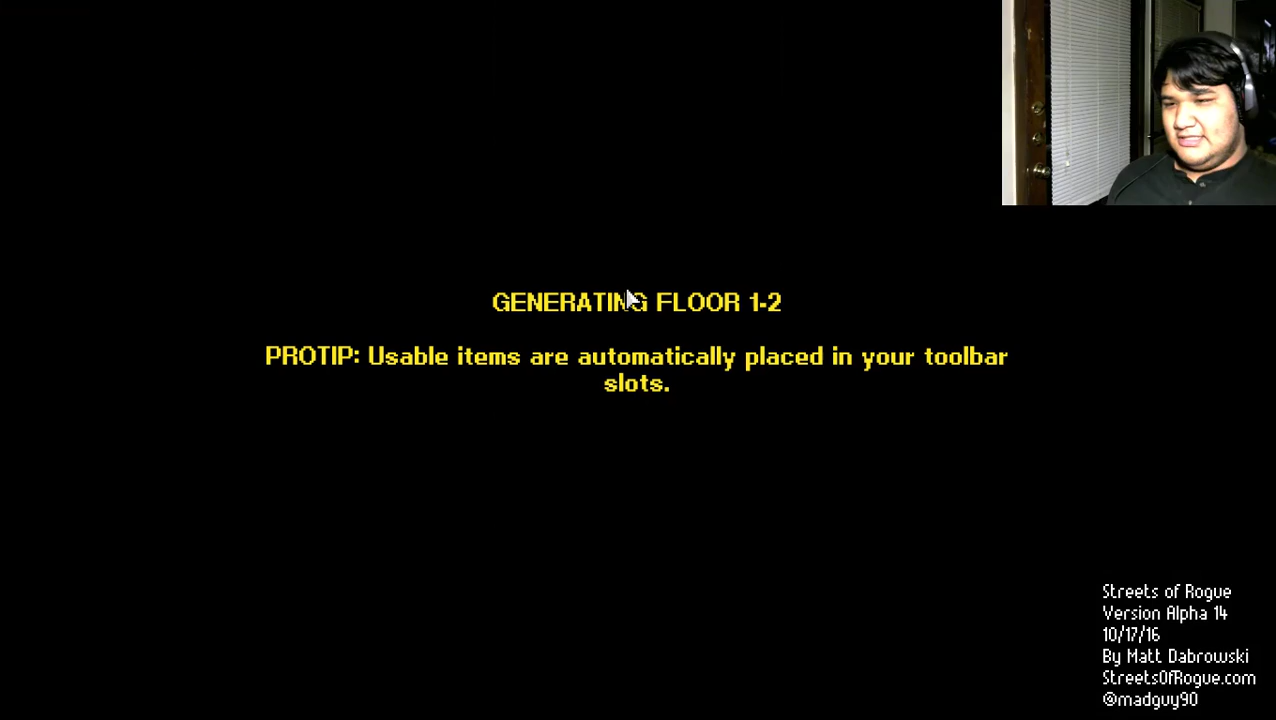 GENERATING FLOOR 1-2
PROTIP: Usable items are automatically placed in your toolbar
slots.
Streets of Rogue
Version Alpha 14
10/17/16
By Matt Dabrowski
StreetsOfRogue.com
@madguy90